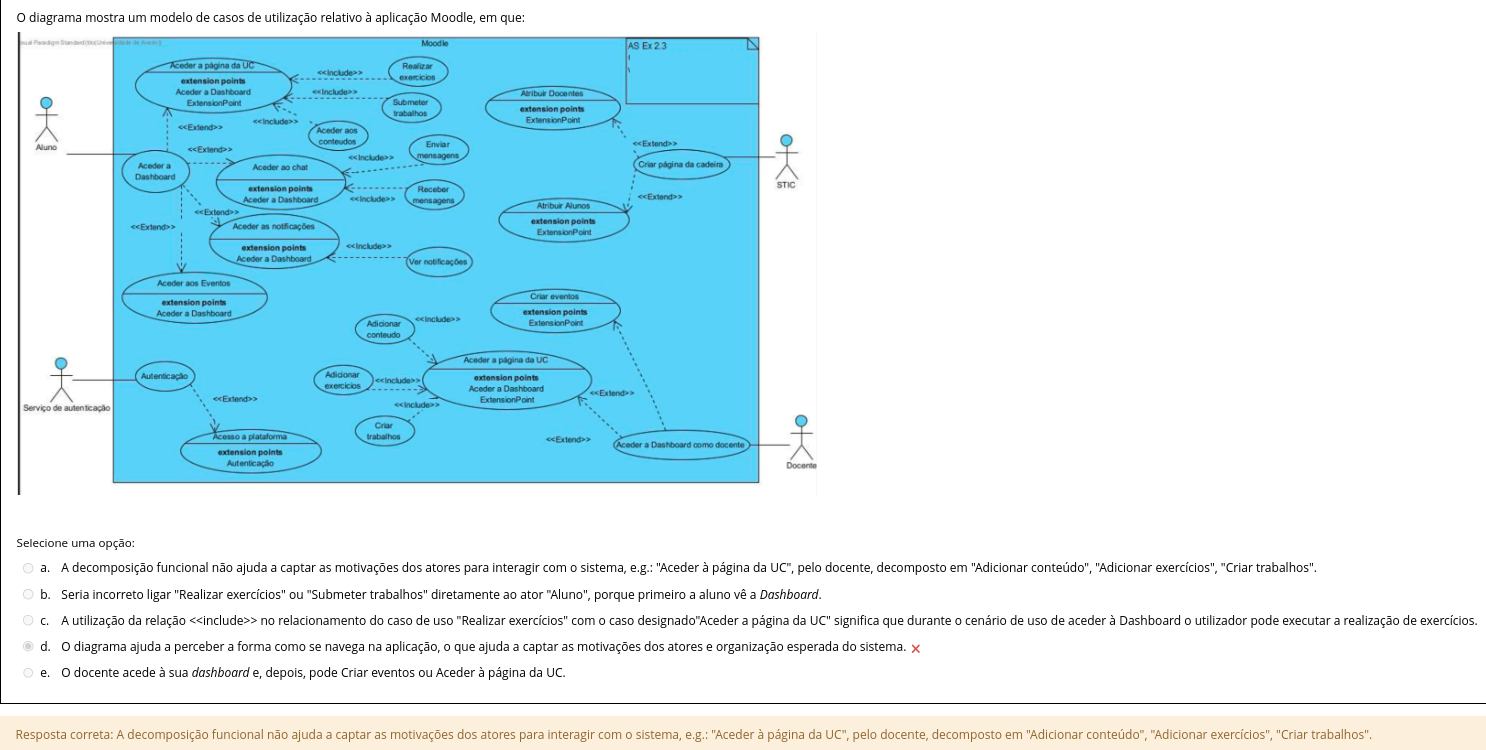 O diagrama mostra um modelo de casos de utilização relativo à aplicação Moodle, em que:
Moodle
AS Ex 2.3
Aceder a página da UC
extension points
Aceder a Dashboard
ExtensionPoint
<<Include>>
Realizar
exercicios
<<Include>>
Submeter
trabalhos
<<Include>>
Aceder aos
conteudos
Atribuir Docentes
extension points
ExtensionPoint
Aluno
<<Extend>>
<<Extend>>
Aceder a
Dashboard
Aceder ao chat
extension points
Aceder a Dashboard
<<Include>>
Enviar
mensagens
<<Include>>
Receber
mensagens
<<Extend>>
Criar página da cadeira
STIC
<<Extend>>
Atribuir Alunos
extension points
ExtensionPoint
<<Extend>>
<<Extend>>
Aceder as notificações
extension points
Aceder a Dashboard
<<Include>>
Ver notificações
Aceder aos Eventos
extension points
Aceder a Dashboard
Criar eventos
extension points
ExtensionPoint
Adicionar
conteudo
<<Include>>
Aceder a página da UC
extension points
Aceder a Dashboard
ExtensionPoint
Autenticação
Serviço de autenticação
Adicionar
exercicios
<<Include>>
<<Include>>
Criar
trabalhos
<<Extend>>
<<Extend>>
<<Extend>>
Aceder a Dashboard como docente
Docente
Acesso a plataforma
extension points
Autenticação
Selecione uma opção:
a. A decomposição funcional não ajuda a captar as motivações dos atores para interagir com o sistema, e.g.: "Aceder à página da UC", pelo docente, decomposto em "Adicionar conteúdo", "Adicionar exercícios", "Criar trabalhos".
b. Seria incorreto ligar "Realizar exercícios" ou "Submeter trabalhos" diretamente ao ator "Aluno", porque primeiro a aluno vê a Dashboard.
c. A utilização da relação <<include>> no relacionamento do caso de uso "Realizar exercícios" com o caso designado"Aceder a página da UC" significa que durante o cenário de uso de aceder à Dashboard o utilizador pode executar a realização de exercícios.
d. O diagrama ajuda a perceber a forma como se navega na aplicação, o que ajuda a captar as motivações dos atores e organização esperada do sistema.
e. O docente acede à sua dashboard e, depois, pode Criar eventos ou Aceder à página da UC.
Resposta correta: A decomposição funcional não ajuda a captar as motivações dos atores para interagir com o sistema, e.g.: "Aceder à página da UC", pelo docente, decomposto em "Adicionar conteúdo", "Adicionar exercícios", "Criar trabalhos".